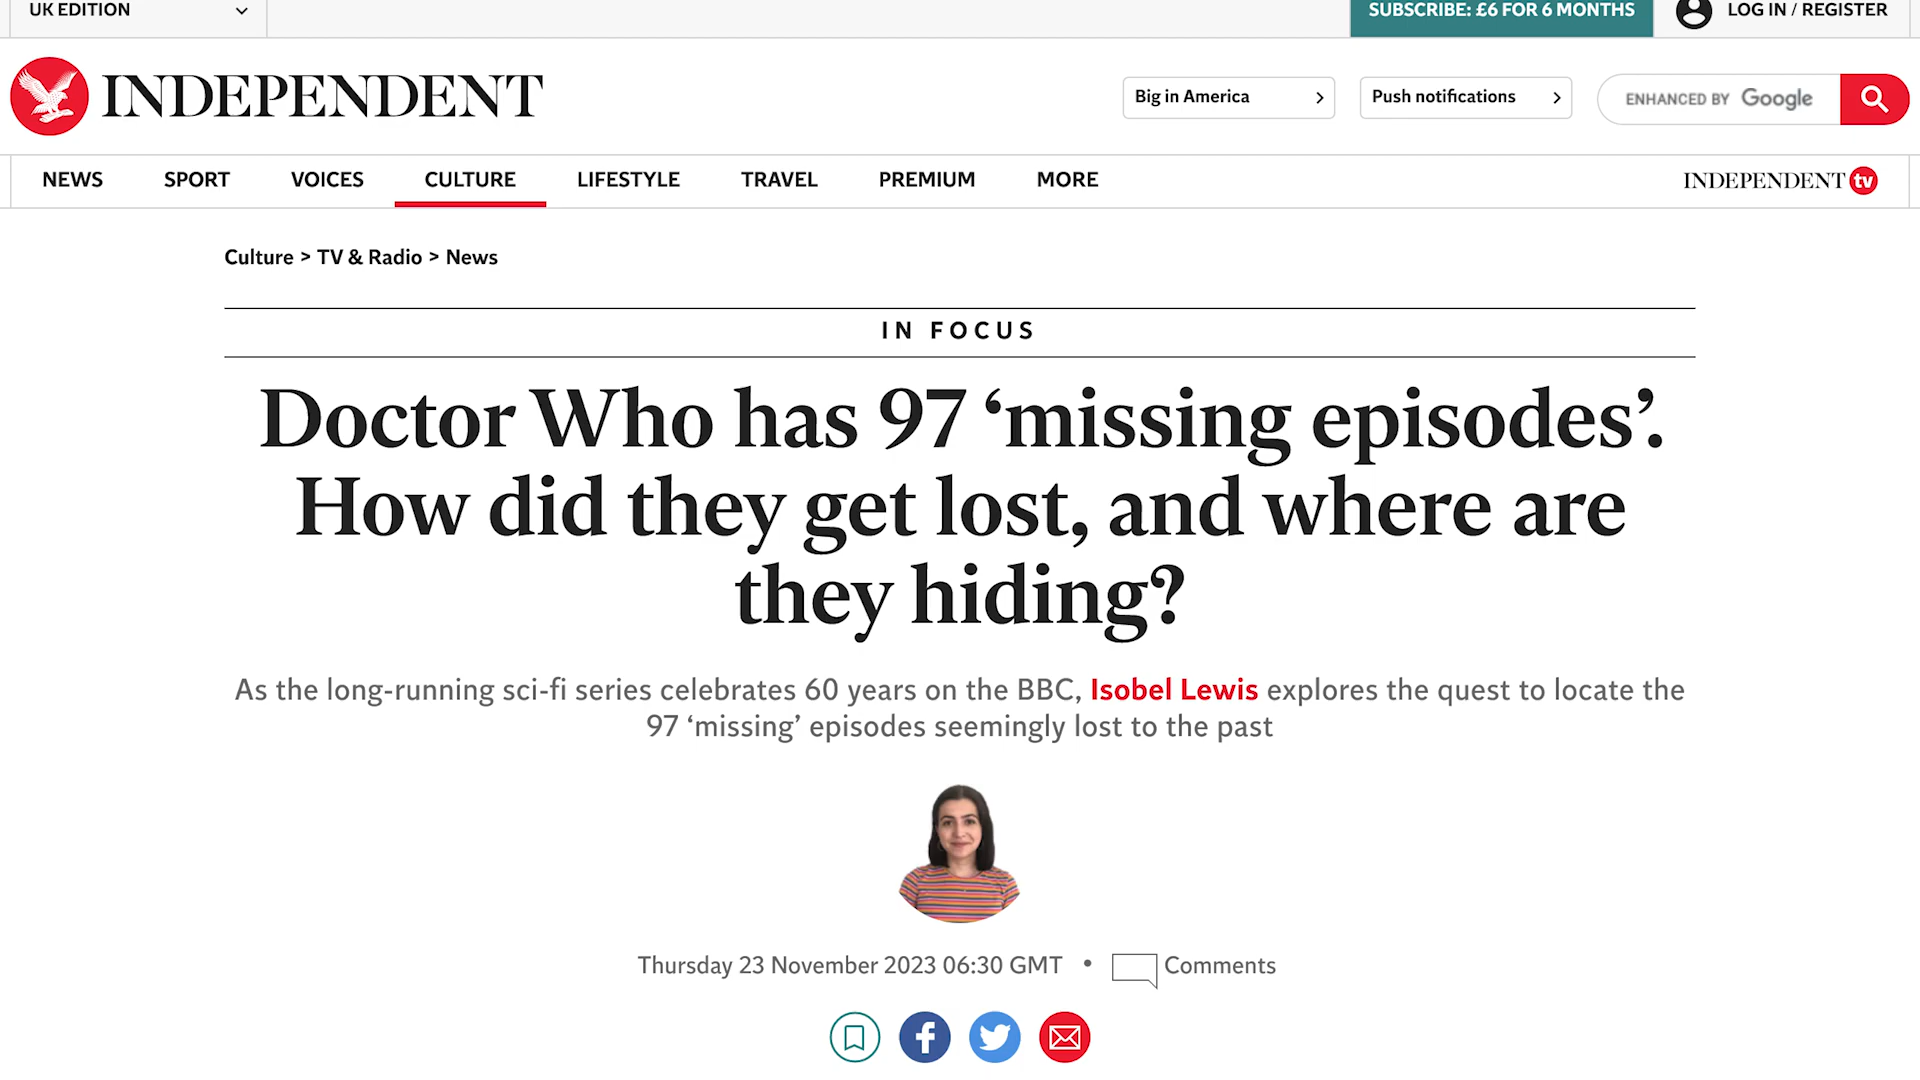 UK EDITION
SUBSCRIBE: £6 FOR 6 MONTHS
LOG IN / REGISTER
INDEPENDENT
Big in America
Push notifications
ENHANCED BY Google
NEWS
SPORT
VOICES
CULTURE
LIFESTYLE
TRAVEL
PREMIUM
MORE
INDEPENDENT tv
Culture > TV & Radio > News
IN FOCUS
Doctor Who has 97 ‘missing episodes’.
How did they get lost, and where are
they hiding?
As the long-running sci-fi series celebrates 60 years on the BBC, Isobel Lewis explores the quest to locate the
97 ‘missing’ episodes seemingly lost to the past
Thursday 23 November 2023 06:30 GMT • Comments